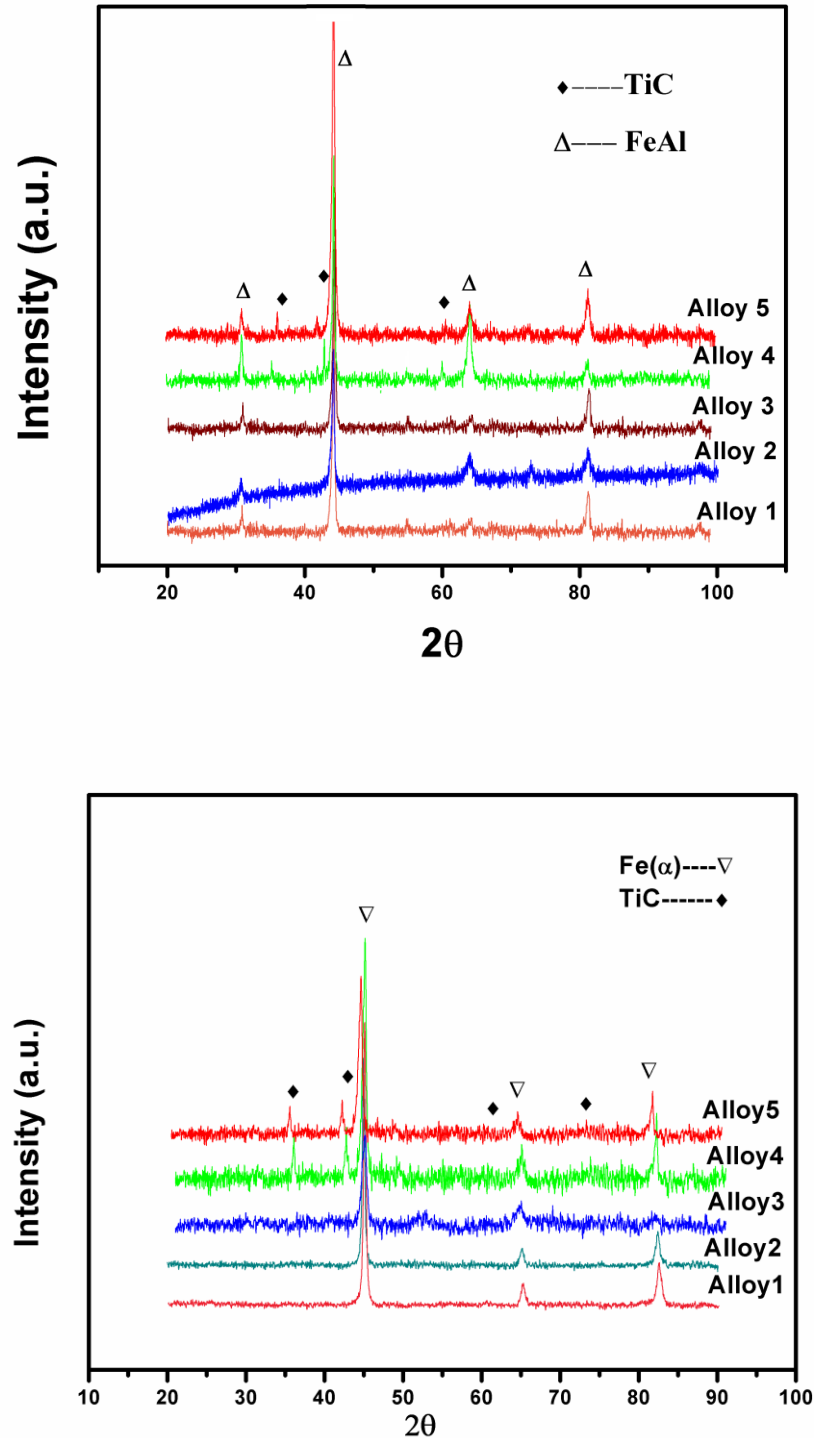 Δ
♦----TiC
Δ--- FeAl
Δ ♦ ♦ ♦ Δ Δ
Intensity (a.u.)
Alloy 5
Alloy 4
Alloy 3
Alloy 2
Alloy 1
20 40 60 80 100
2θ
Fe(α)----▽
TiC------♦
▽
♦ ♦ ♦ ▽ ♦ ▽
Intensity (a.u.)
Alloy5
Alloy4
Alloy3
Alloy2
Alloy1
10 20 30 40 50 60 70 80 90 100
2θ